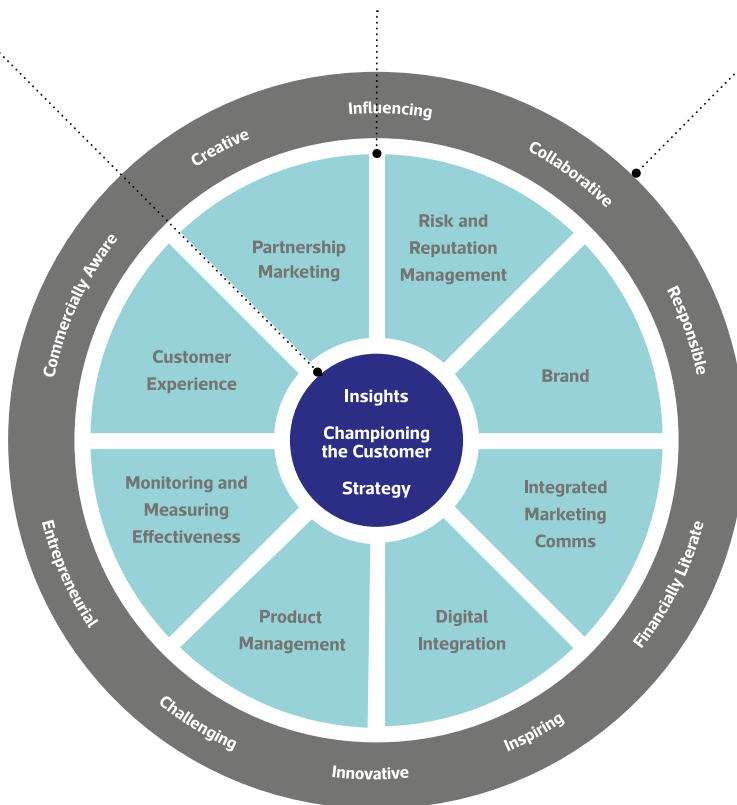 Influencing
Creative
Collaborative
Commercially Aware
Responsible
Entrepreneurial
Financially Literate
Challenging
Inspiring
Innovative
Partnership
Marketing
Risk and
Reputation
Management
Customer
Experience
Brand
Monitoring and
Measuring
Effectiveness
Integrated
Marketing
Comms
Product
Management
Digital
Integration
Insights
Championing
the Customer
Strategy